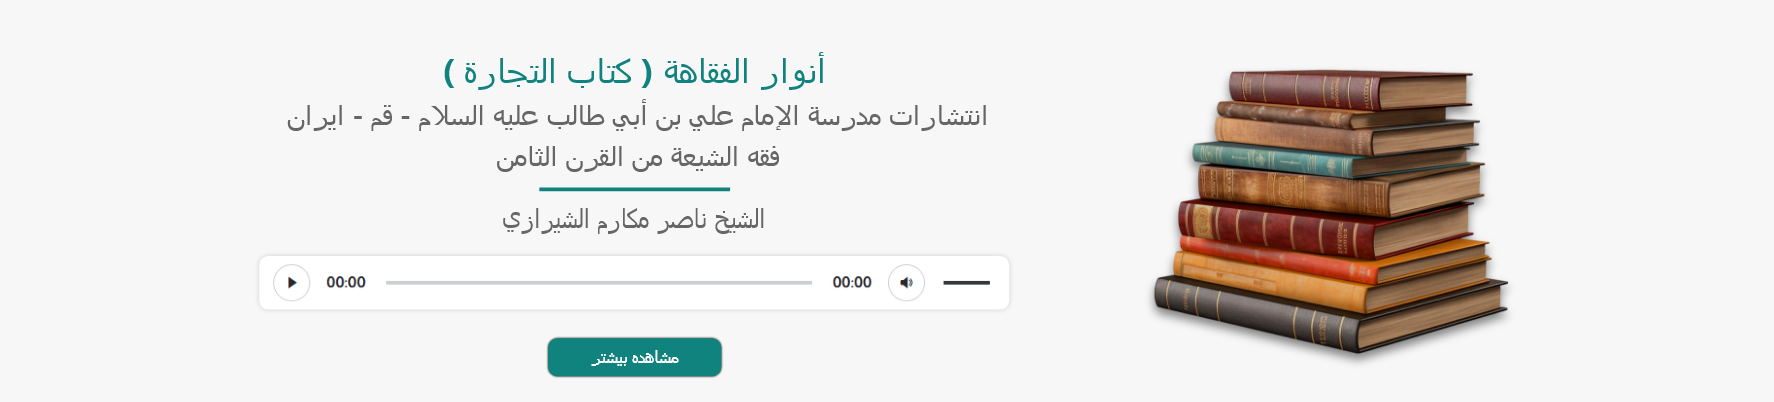 أنوار الفقاهة ( كتاب التجارة )
انتشارات مدرسة الإمام علي بن أبي طالب عليه السلام - قم - ايران
فقه الشيعة من القرن الثامن
الشيخ ناصر مكارم الشيرازي
00:00 00:00
مشاهده بیشتر